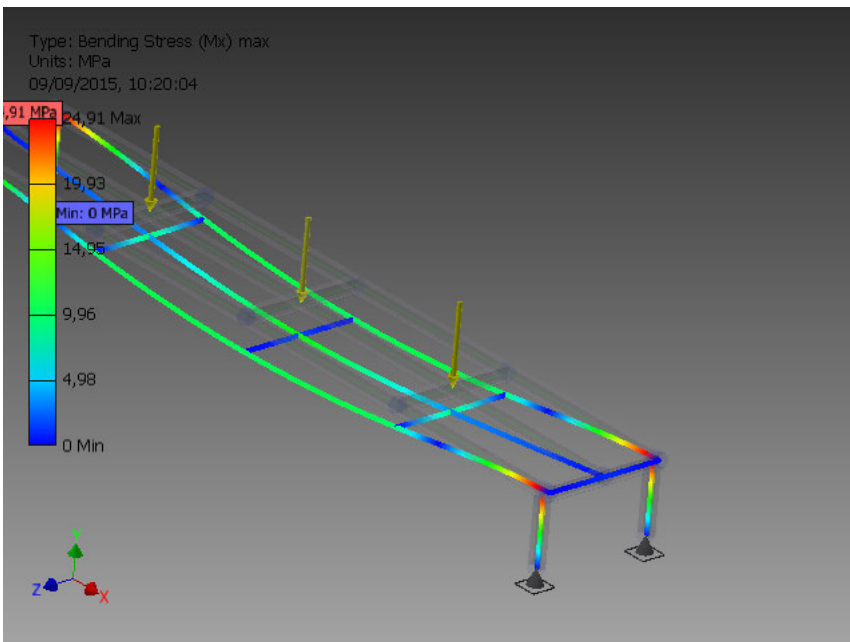 Type: Bending Stress (Mx) max
Units: MPa
09/09/2015, 10:20:04
,91 MPa
24,91 Max
19,93
Min: 0 MPa
14,95
9,96
4,98
0 Min
Y
Z
X